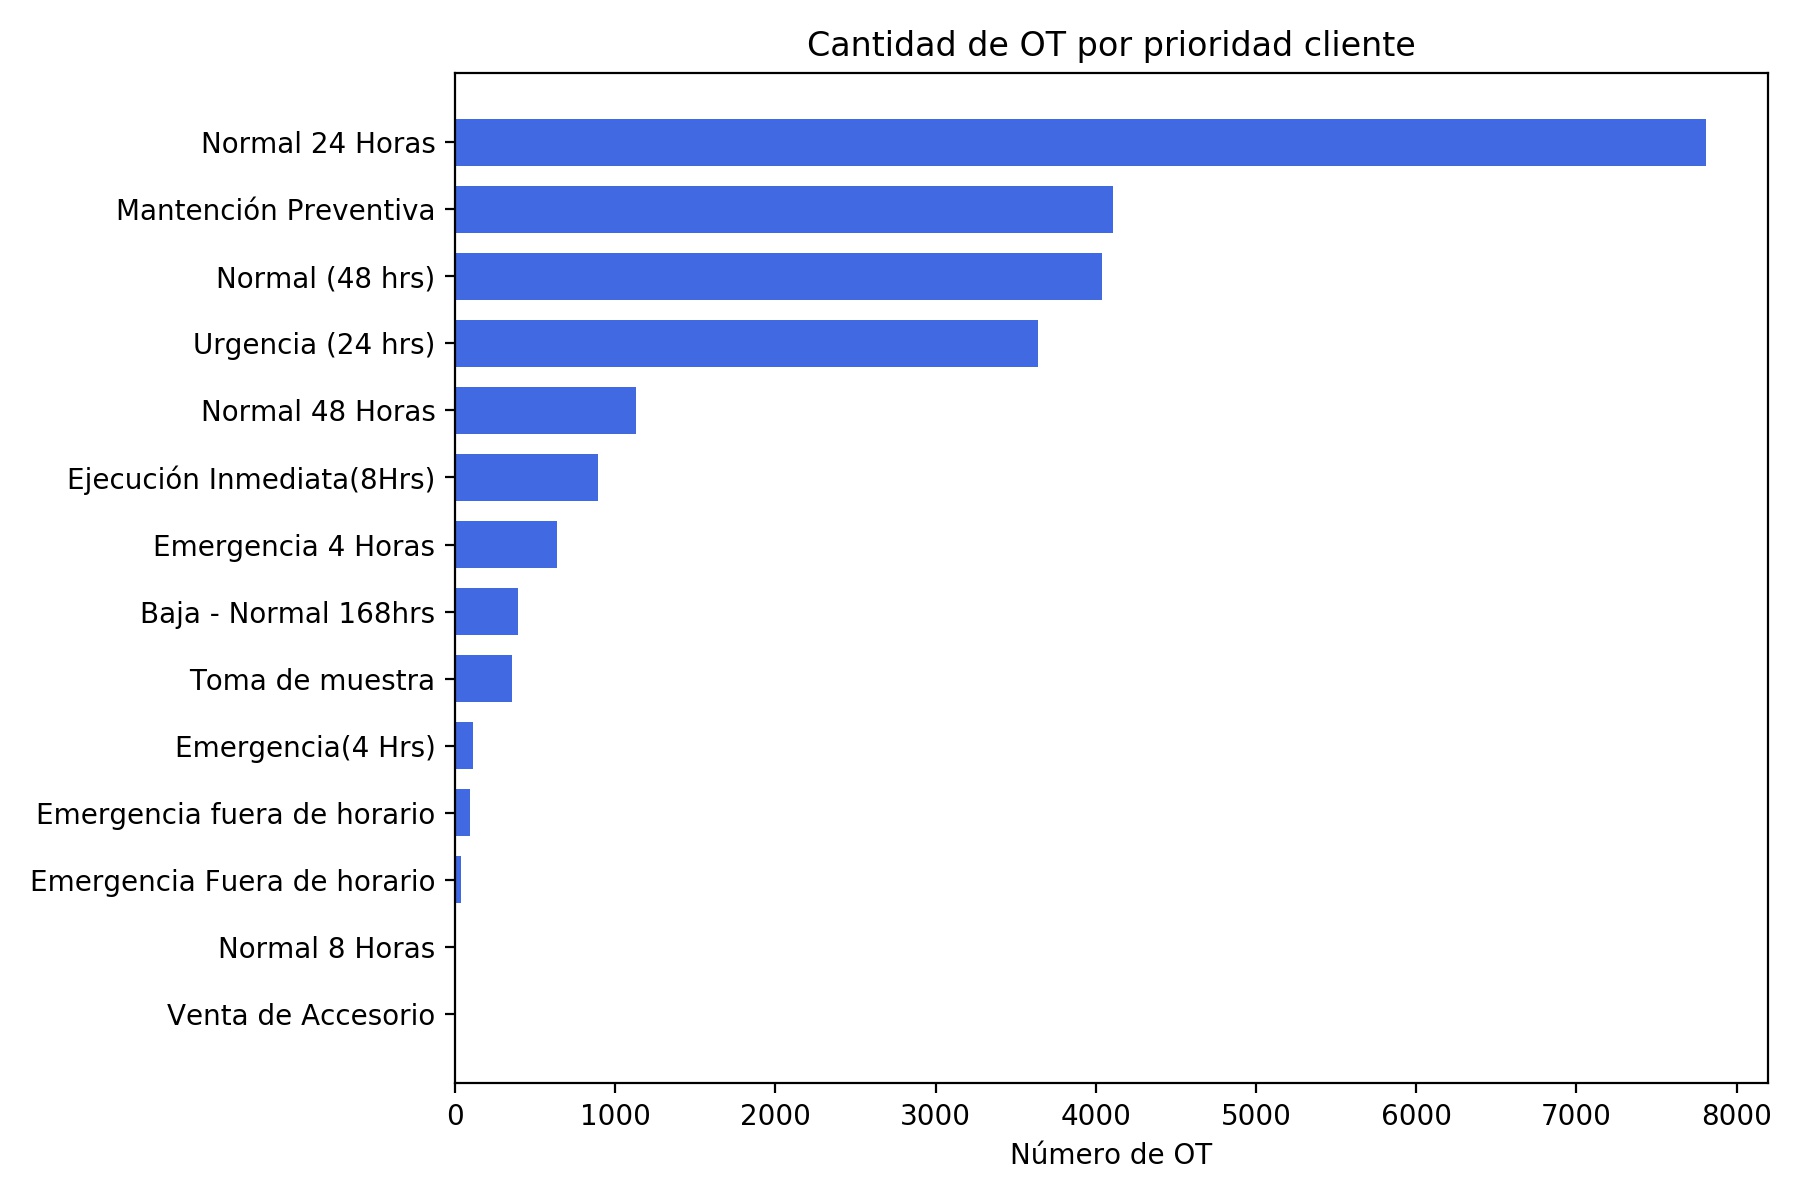 Cantidad de OT por prioridad cliente
Normal 24 Horas
Mantención Preventiva
Normal (48 hrs)
Urgencia (24 hrs)
Normal 48 Horas
Ejecución Inmediata(8Hrs)
Emergencia 4 Horas
Baja - Normal 168hrs
Toma de muestra
Emergencia(4 Hrs)
Emergencia fuera de horario
Emergencia Fuera de horario
Normal 8 Horas
Venta de Accesorio
0 1000 2000 3000 4000 5000 6000 7000 8000
Número de OT